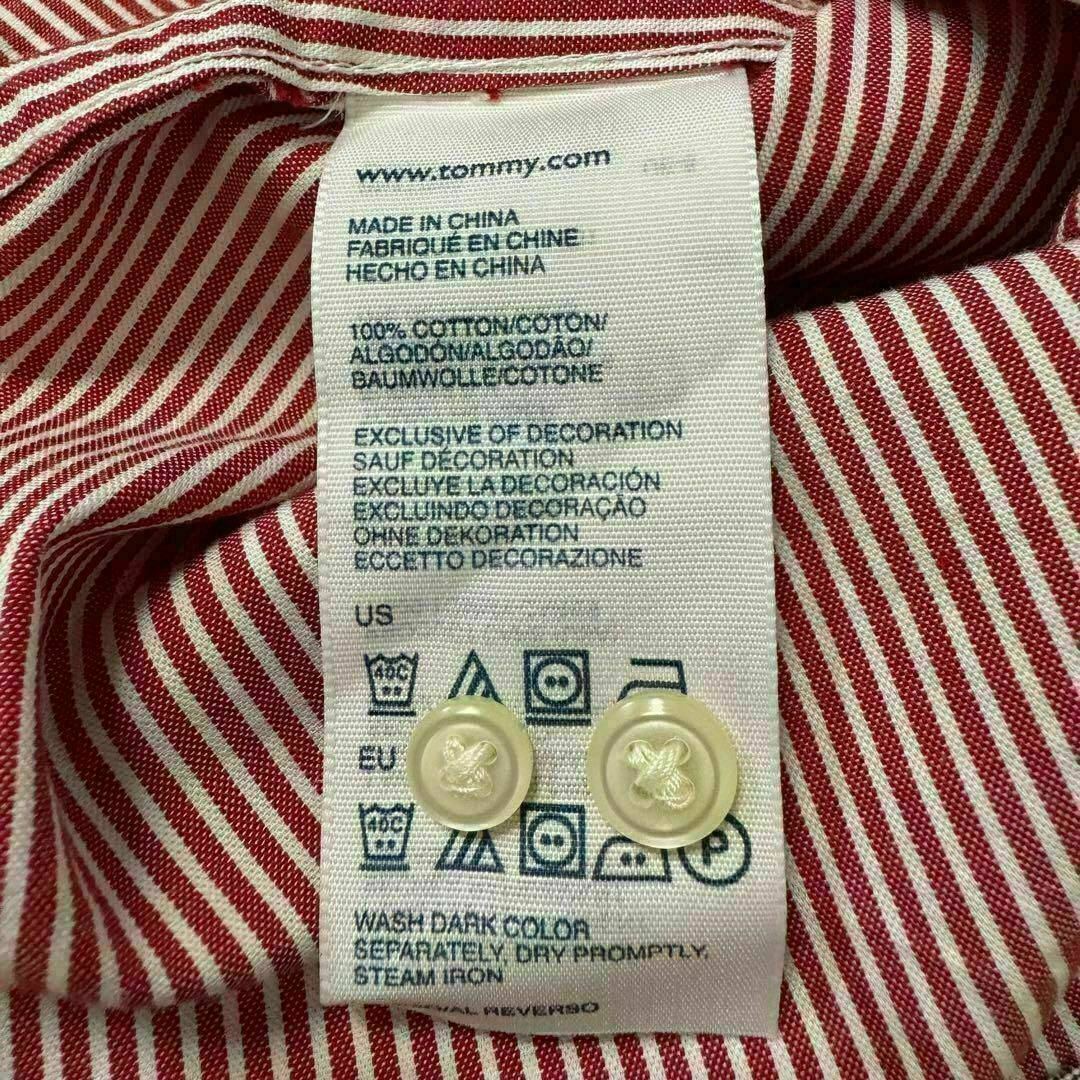 www.tommy.com
MADE IN CHINA
FABRIQUÉ EN CHINE
HECHO EN CHINA
100% COTTON/COTON/
ALGODÓN/ALGODÃO/
BAUMWOLLE/COTONE
EXCLUSIVE OF DECORATION
SAUF DÉCORATION
EXCLUYE LA DECORACIÓN
EXCLUINDO DECORAÇÃO
OHNE DEKORATION
ECCETTO DECORAZIONE
US
40C
EU
40C
P
WASH DARK COLOR
SEPARATELY, DRY PROMPTLY,
STEAM IRON
REVERSO